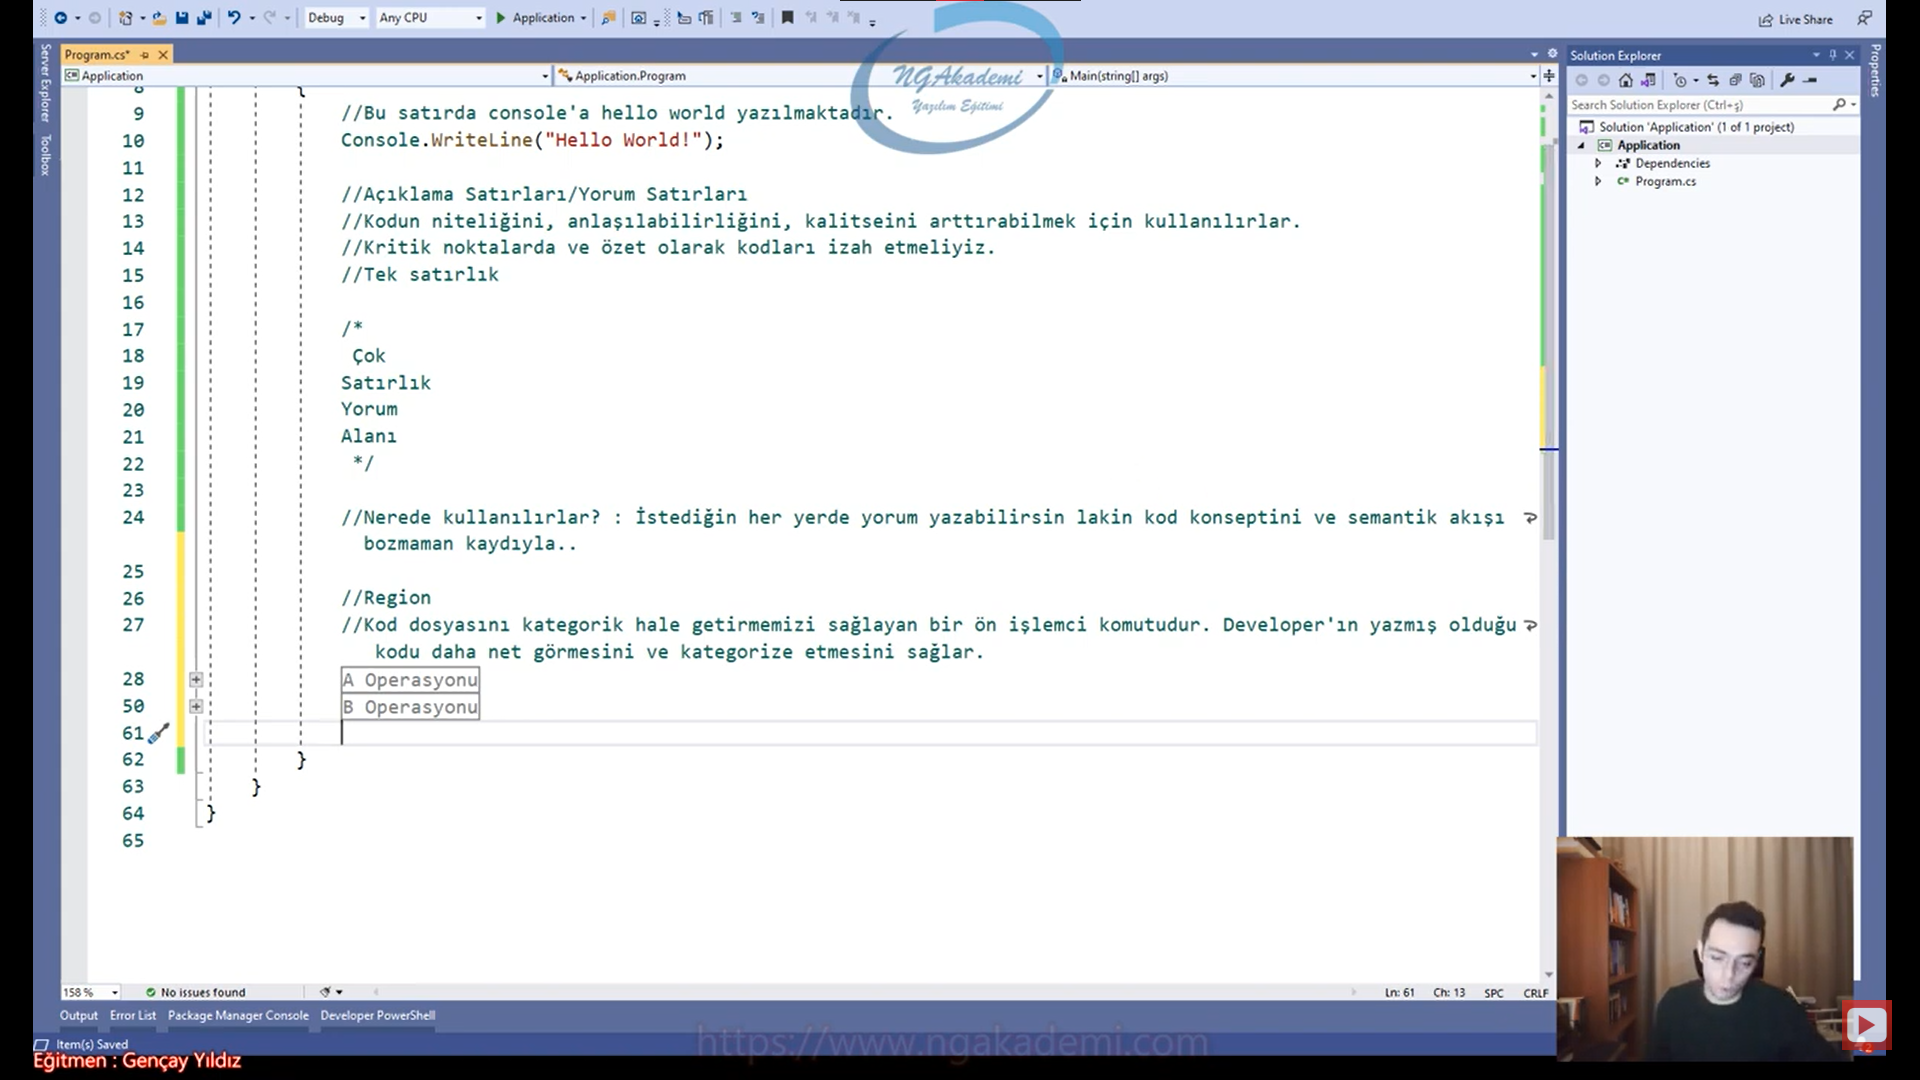 Debug
Any CPU
Application
Live Share
Server Explorer
Toolbox
Program.cs*
Application
Application.Program
Main(string[] args)
NGAkademi
Yazılım Eğitimi
8 {
9 //Bu satırda console'a hello world yazılmaktadır.
10 Console.WriteLine("Hello World!");
11
12 //Açıklama Satırları/Yorum Satırları
13 //Kodun niteliğini, anlaşılabilirliğini, kalitseini arttırabilmek için kullanılırlar.
14 //Kritik noktalarda ve özet olarak kodları izah etmeliyiz.
15 //Tek satırlık
16
17 /*
18 Çok
19 Satırlık
20 Yorum
21 Alanı
22 */
23
24 //Nerede kullanılırlar? : İstediğin her yerde yorum yazabilirsin lakin kod konseptini ve semantik akışı
bozmaman kaydıyla..
25
26 //Region
27 //Kod dosyasını kategorik hale getirmemizi sağlayan bir ön işlemci komutudur. Developer'ın yazmış olduğu
kodu daha net görmesini ve kategorize etmesini sağlar.
28 A Operasyonu
50 B Operasyonu
61
62 }
63 }
64 }
65
Solution Explorer
Search Solution Explorer (Ctrl+ş)
Solution 'Application' (1 of 1 project)
Application
Dependencies
Program.cs
Properties
158 %
No issues found
Ln: 61
Ch: 13
SPC
CRLF
Output
Error List
Package Manager Console
Developer PowerShell
Item(s) Saved
https://www.ngakademi.com
Eğitmen : Gençay Yıldız